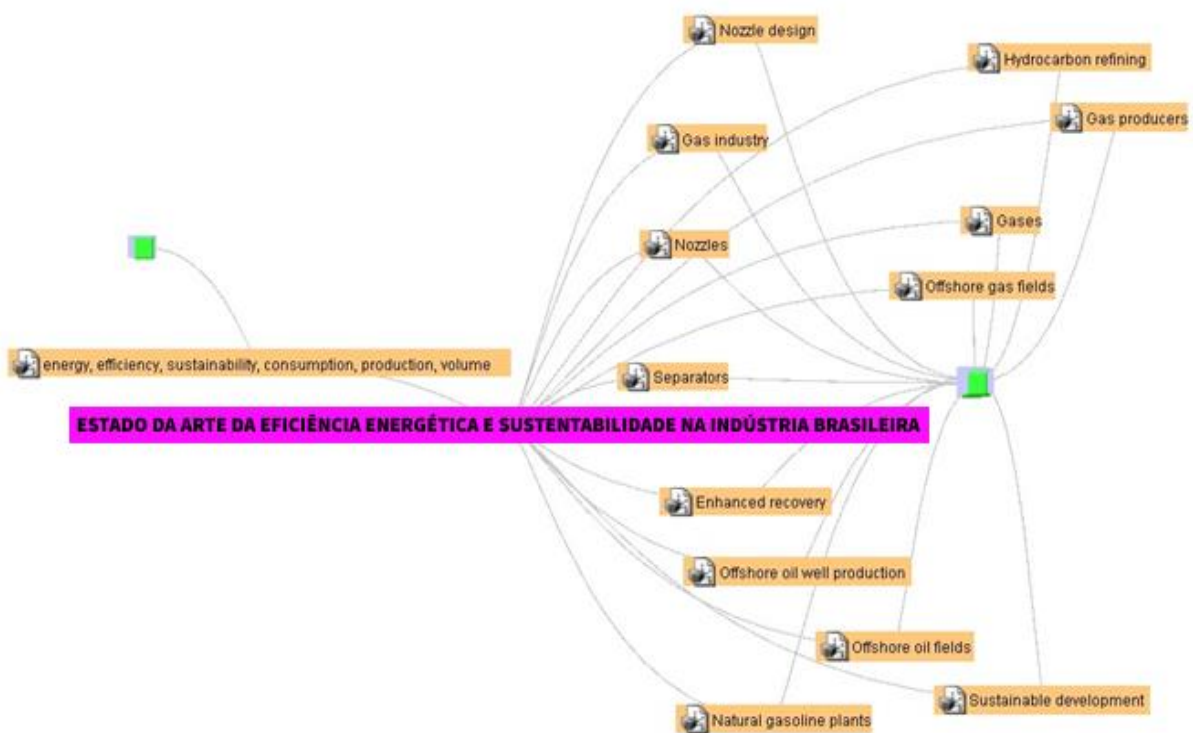 Nozzle design
Hydrocarbon refining
Gas producers
Gas industry
Gases
Nozzles
Offshore gas fields
energy, efficiency, sustainability, consumption, production, volume
Separators
ESTADO DA ARTE DA EFICIÊNCIA ENERGÉTICA E SUSTENTABILIDADE NA INDÚSTRIA BRASILEIRA
Enhanced recovery
Offshore oil well production
Offshore oil fields
Sustainable development
Natural gasoline plants